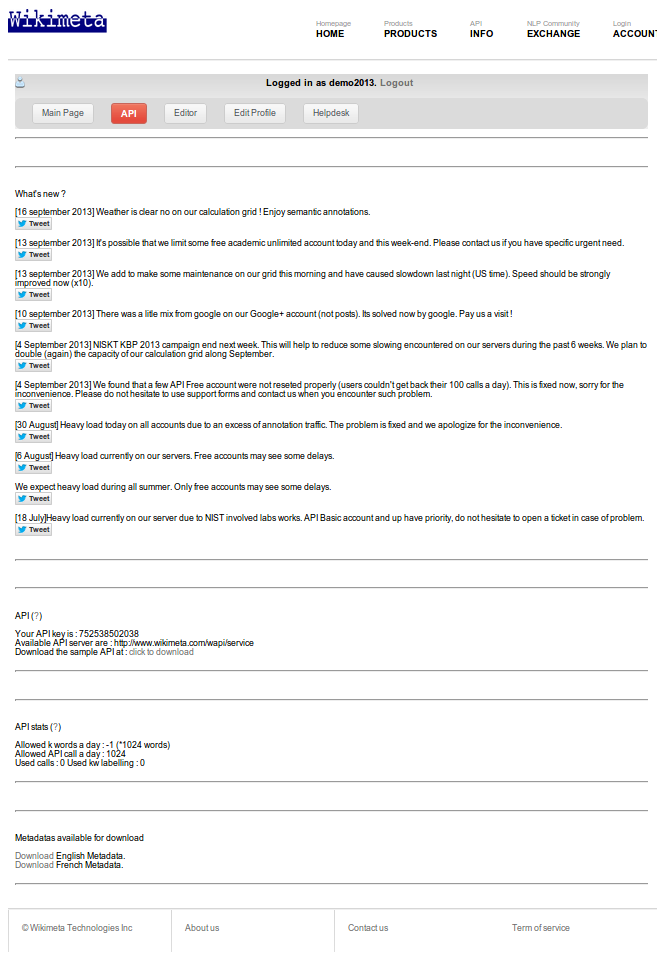 Wikimeta
Homepage Products API NLP Community Login
HOME PRODUCTS INFO EXCHANGE ACCOUNT
Logged in as demo2013. Logout
Main Page API Editor Edit Profile Helpdesk
What's new ?
[16 september 2013] Weather is clear no on our calculation grid ! Enjoy semantic annotations.
Tweet
[13 september 2013] It's possible that we limit some free academic unlimited account today and this week-end. Please contact us if you have specific urgent need.
Tweet
[13 september 2013] We add to make some maintenance on our grid this morning and have caused slowdown last night (US time). Speed should be strongly
improved now (x10).
Tweet
[10 september 2013] There was a litle mix from google on our Google+ account (not posts). Its solved now by google. Pay us a visit !
Tweet
[4 September 2013] NISKT KBP 2013 campaign end next week. This will help to reduce some slowing encountered on our servers during the past 6 weeks. We plan to
double (again) the capacity of our calculation grid along September.
Tweet
[4 September 2013] We found that a few API Free account were not reseted properly (users couldn't get back their 100 calls a day). This is fixed now, sorry for the
inconvenience. Please do not hesitate to use support forms and contact us when you encounter such problem.
Tweet
[30 August] Heavy load today on all accounts due to an excess of annotation traffic. The problem is fixed and we apologize for the inconvenience.
Tweet
[6 August] Heavy load currently on our servers. Free accounts may see some delays.
Tweet
We expect heavy load during all summer. Only free accounts may see some delays.
Tweet
[18 July]Heavy load currently on our server due to NIST involved labs works. API Basic account and up have priority, do not hesitate to open a ticket in case of problem.
Tweet
API (?)
Your API key is : 752538502038
Available API server are : http://www.wikimeta.com/wapi/service
Download the sample API at : click to download
API stats (?)
Allowed k words a day : -1 (*1024 words)
Allowed API call a day : 1024
Used calls : 0 Used kw labelling : 0
Metadatas available for download
Download English Metadata.
Download French Metadata.
© Wikimeta Technologies Inc About us Contact us Term of service